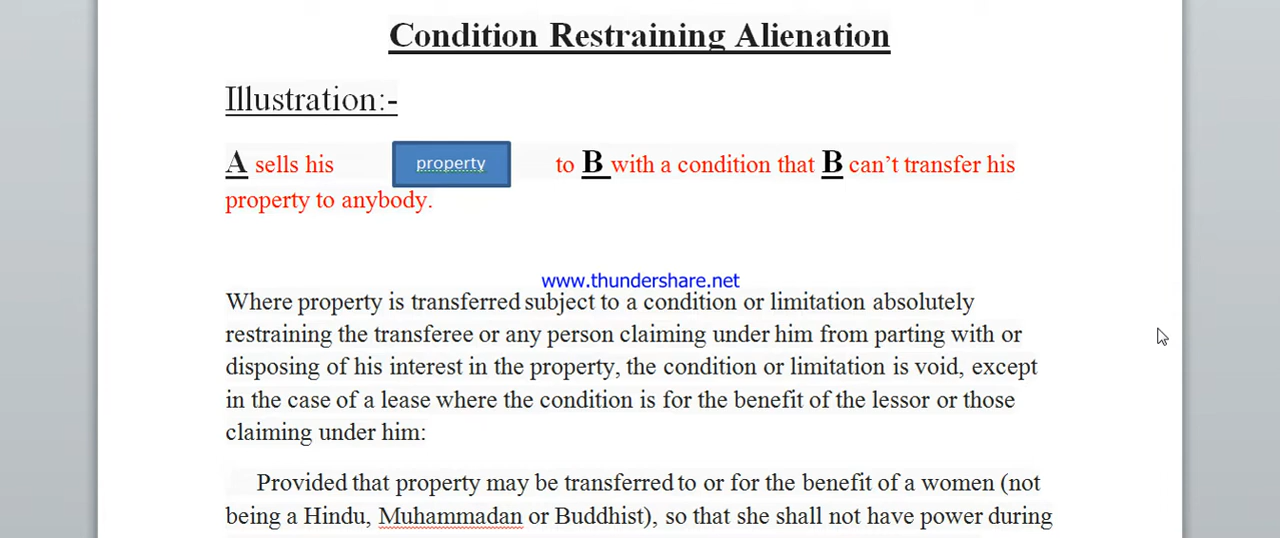 Condition Restraining Alienation
Illustration:-
A sells his property to B with a condition that B can't transfer his
property to anybody.
www.thundershare.net
Where property is transferred subject to a condition or limitation absolutely
restraining the transferee or any person claiming under him from parting with or
disposing of his interest in the property, the condition or limitation is void, except
in the case of a lease where the condition is for the benefit of the lessor or those
claiming under him:
Provided that property may be transferred to or for the benefit of a women (not
being a Hindu, Muhammadan or Buddhist), so that she shall not have power during